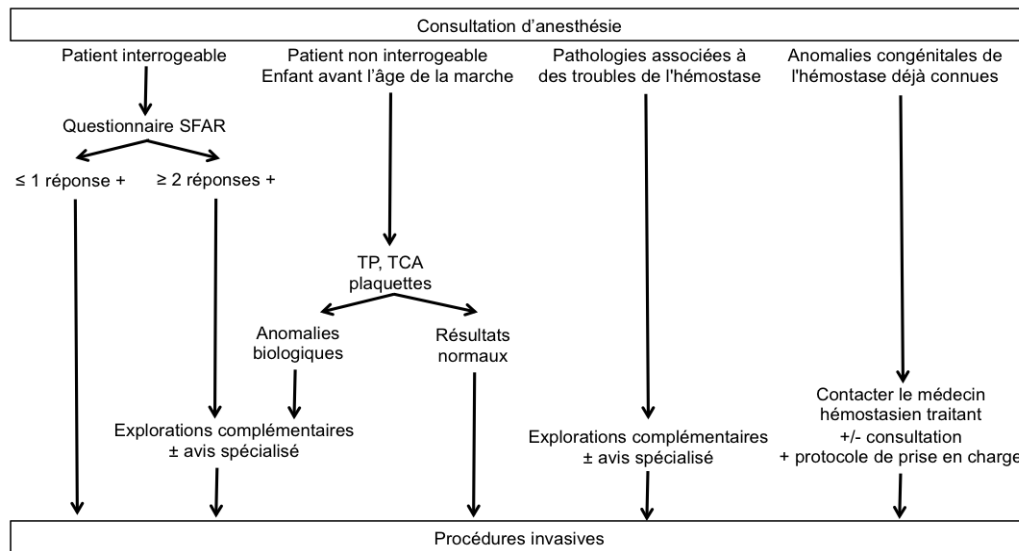 Consultation d'anesthésie
Patient interrogeable
Patient non interrogeable
Enfant avant l'âge de la marche
Pathologies associées à
des troubles de l'hémostase
Anomalies congénitales de
l'hémostase déjà connues
Questionnaire SFAR
≤ 1 réponse +
≥ 2 réponses +
TP, TCA
plaquettes
Anomalies
biologiques
Résultats
normaux
Explorations complémentaires
± avis spécialisé
Explorations complémentaires
± avis spécialisé
Contacter le médecin
hémostasien traitant
+/- consultation
+ protocole de prise en charge
Procédures invasives